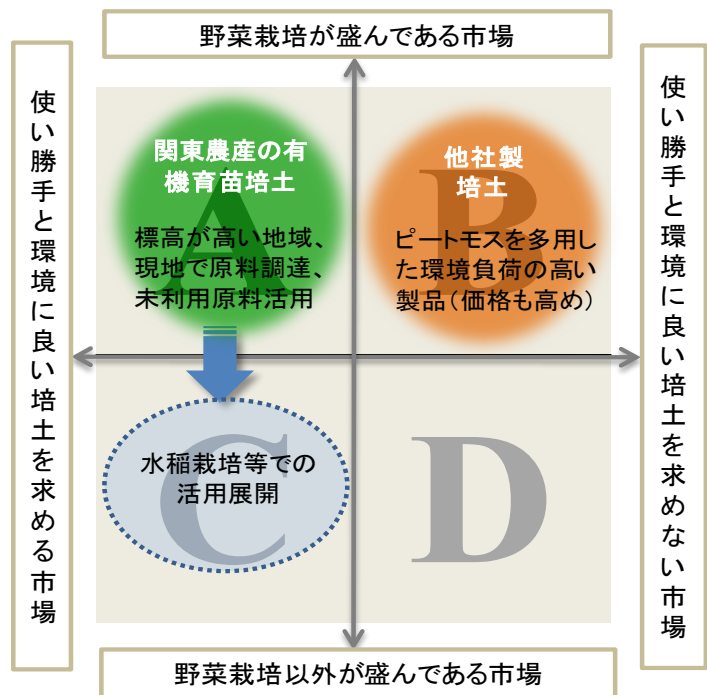 野菜栽培が盛んである市場
使い勝手と環境に良い培土を求める市場
A
関東農産の有
機育苗培土
標高が高い地域、
現地で原料調達、
未利用原料活用
B
他社製
培土
ピートモスを多用し
た環境負荷の高い
製品(価格も高め)
使い勝手と環境に良い培土を求めない市場
C
水稲栽培等での
活用展開
D
野菜栽培以外が盛んである市場